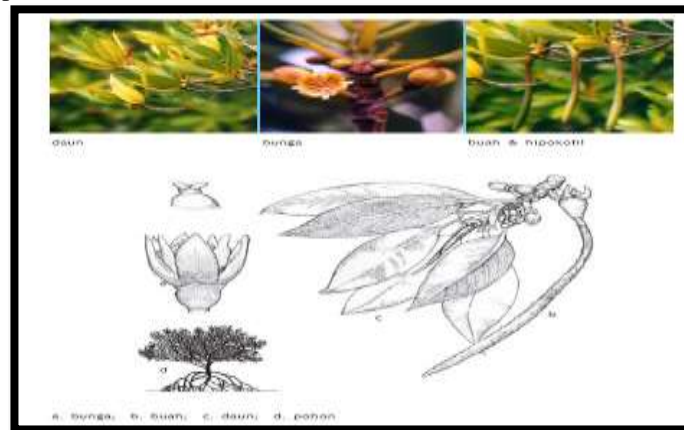 daun bunga buah & hipokotil
a
b
c
d
a. bunga; b. buah; c. daun; d. pohon